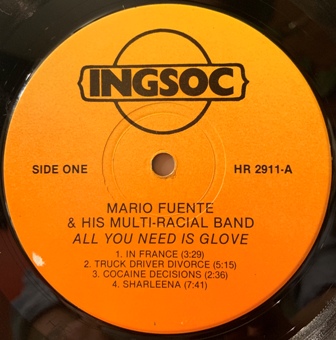 INGSOC
SIDE ONE
HR 2911-A
MARIO FUENTE
& HIS MULTI-RACIAL BAND
ALL YOU NEED IS GLOVE
1. IN FRANCE (3:29)
2. TRUCK DRIVER DIVORCE (5:15)
3. COCAINE DECISIONS (2:36)
4. SHARLEENA (7:41)